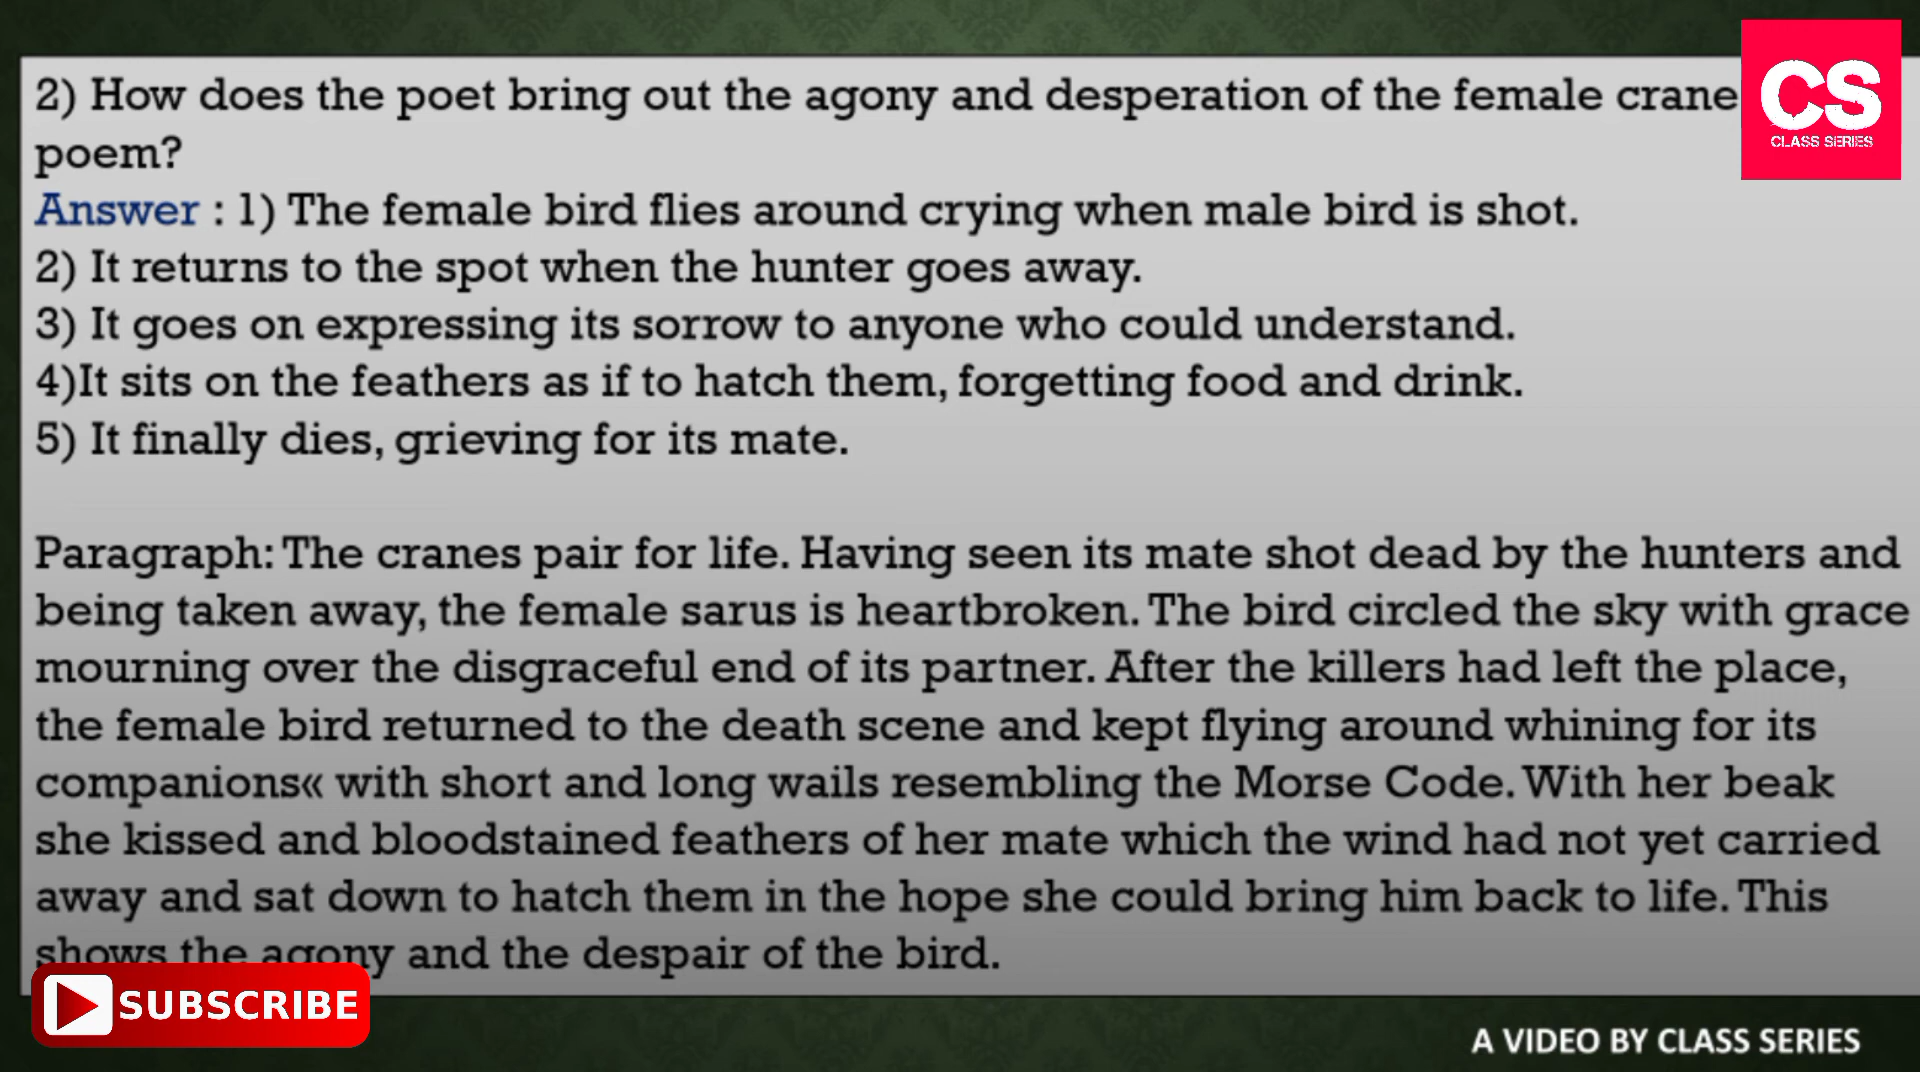 2) How does the poet bring out the agony and desperation of the female crane
poem?
Answer : 1) The female bird flies around crying when male bird is shot.
2) It returns to the spot when the hunter goes away.
3) It goes on expressing its sorrow to anyone who could understand.
4)It sits on the feathers as if to hatch them, forgetting food and drink.
5) It finally dies, grieving for its mate.
Paragraph: The cranes pair for life. Having seen its mate shot dead by the hunters and
being taken away, the female sarus is heartbroken. The bird circled the sky with grace
mourning over the disgraceful end of its partner. After the killers had left the place,
the female bird returned to the death scene and kept flying around whining for its
companions« with short and long wails resembling the Morse Code. With her beak
she kissed and bloodstained feathers of her mate which the wind had not yet carried
away and sat down to hatch them in the hope she could bring him back to life. This
shows the agony and the despair of the bird.
CS
CLASS SERIES
SUBSCRIBE
A VIDEO BY CLASS SERIES